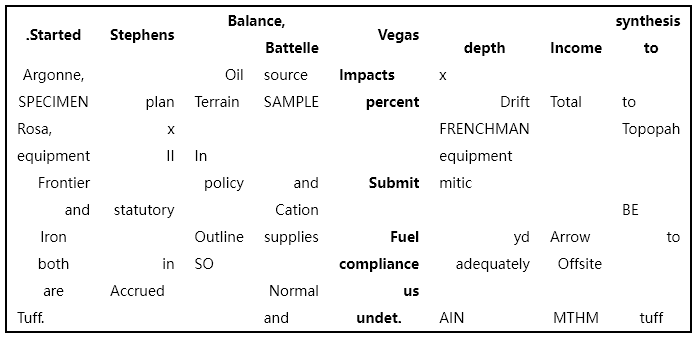 .Started Stephens Balance, Battelle Vegas depth Income synthesis to
Argonne, Oil source Impacts x
SPECIMEN plan Terrain SAMPLE percent Drift Total to
Rosa, x FRENCHMAN Topopah
equipment II In equipment
Frontier policy and Submit mitic
and statutory Cation BE
Iron Outline supplies Fuel yd Arrow to
both in SO compliance adequately Offsite
are Accrued Normal us
Tuff. and undet. AIN MTHM tuff